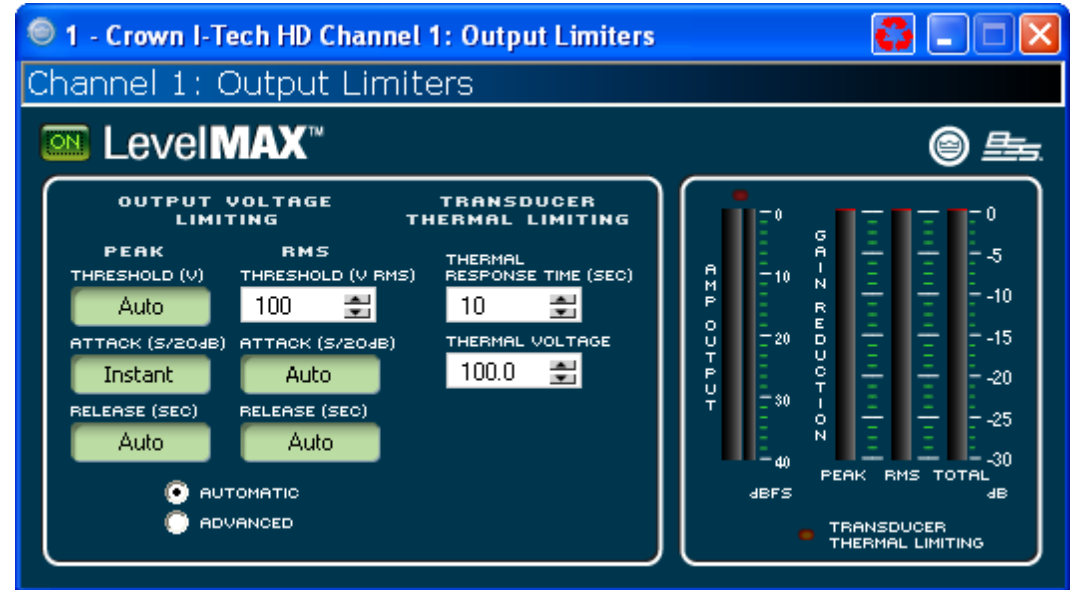 1 - Crown I-Tech HD Channel 1: Output Limiters
Channel 1: Output Limiters
ON LevelMAX™
BSS
OUTPUT VOLTAGE
LIMITING
PEAK
THRESHOLD (V)
Auto
ATTACK (S/20dB)
Instant
RELEASE (SEC)
Auto
RMS
THRESHOLD (V RMS)
100
ATTACK (S/20dB)
Auto
RELEASE (SEC)
Auto
AUTOMATIC
ADVANCED
TRANSDUCER
THERMAL LIMITING
THERMAL
RESPONSE TIME (SEC)
10
THERMAL VOLTAGE
100.0
AMP OUTPUT
0
10
20
30
40
dBFS
GAIN REDUCTION
0
-5
-10
-15
-20
-25
-30
PEAK RMS TOTAL
dB
TRANSDUCER
THERMAL LIMITING